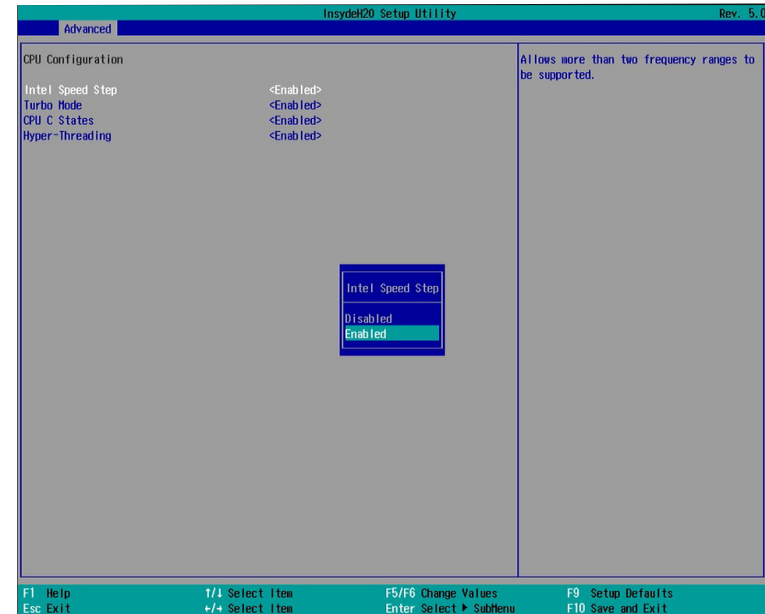 InsydeH20 Setup Utility Rev. 5.0
Advanced
CPU Configuration
Intel Speed Step <Enabled>
Turbo Mode <Enabled>
CPU C States <Enabled>
Hyper-Threading <Enabled>
Allows more than two frequency ranges to
be supported.
Intel Speed Step
Disabled
Enabled
F1 Help ↑/↓ Select Item F5/F6 Change Values F9 Setup Defaults
Esc Exit ←/→ Select Item Enter Select ▶ SubMenu F10 Save and Exit